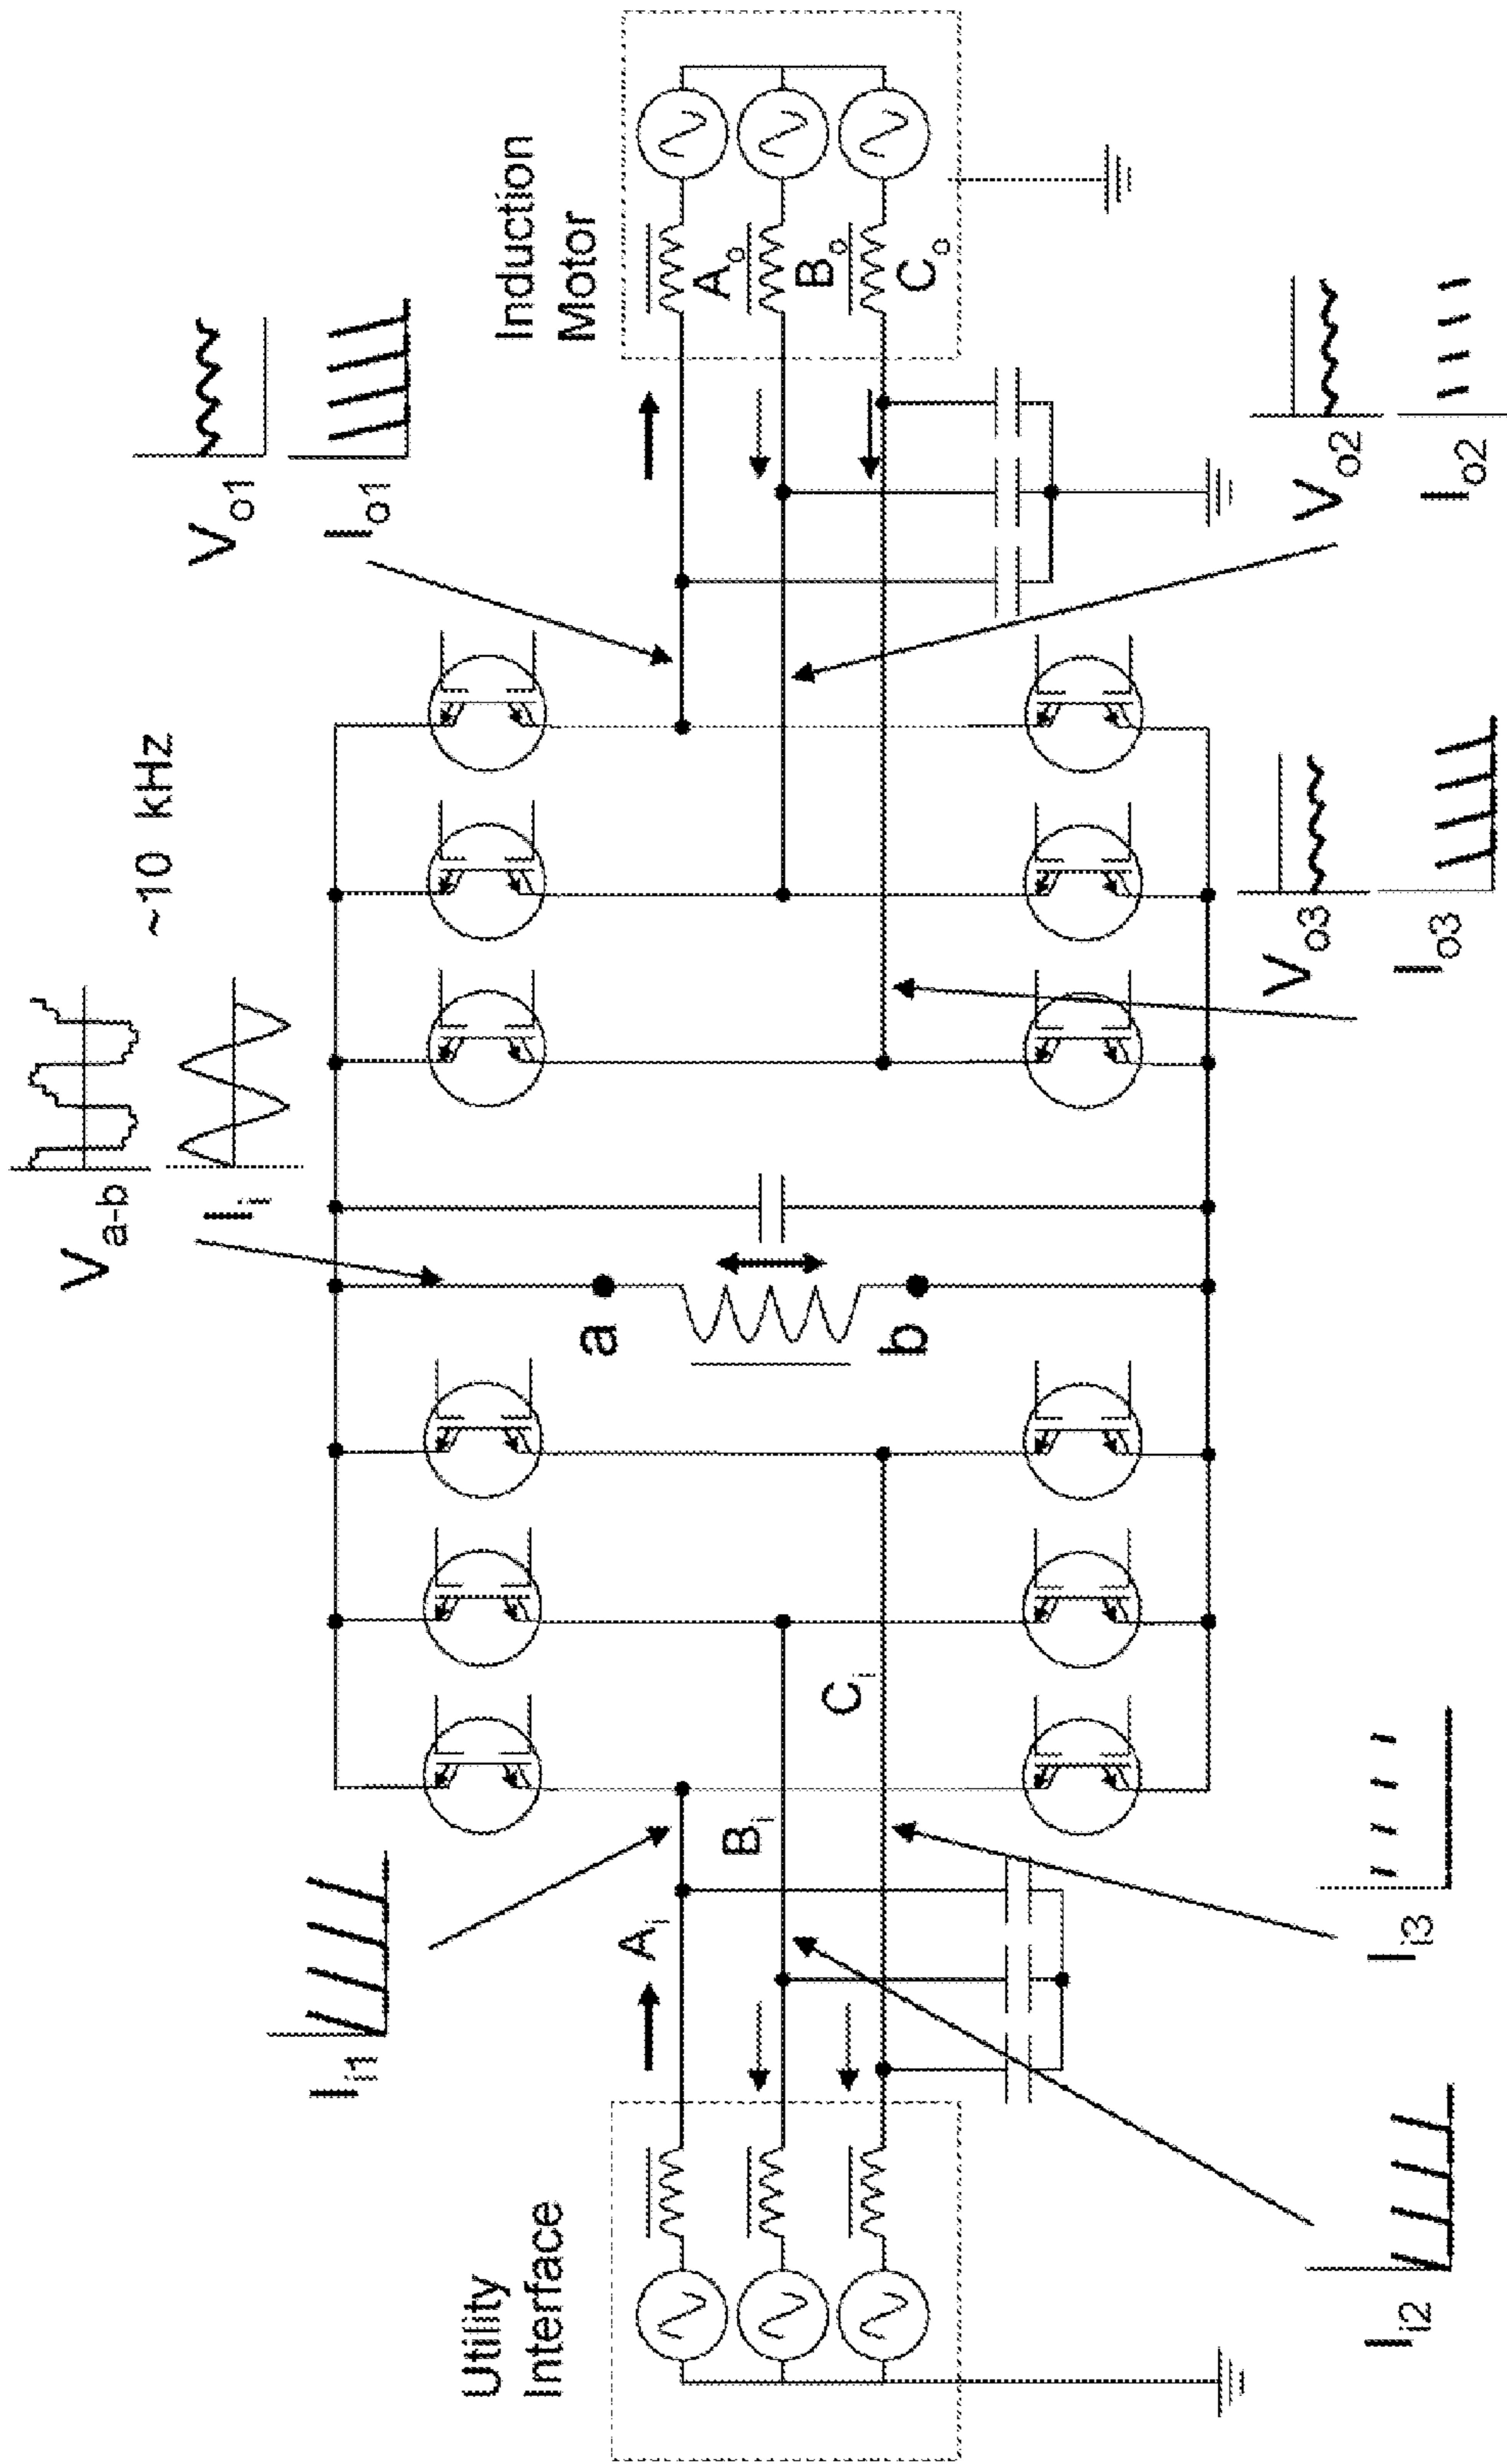 V a-b
I i
~10 kHz
V o1
I o1
Induction
Motor
A o
B o
C o
Utility
Interface
I i1
A i
B i
C i
a
b
I i2
I i3
V o3
I o3
V o2
I o2